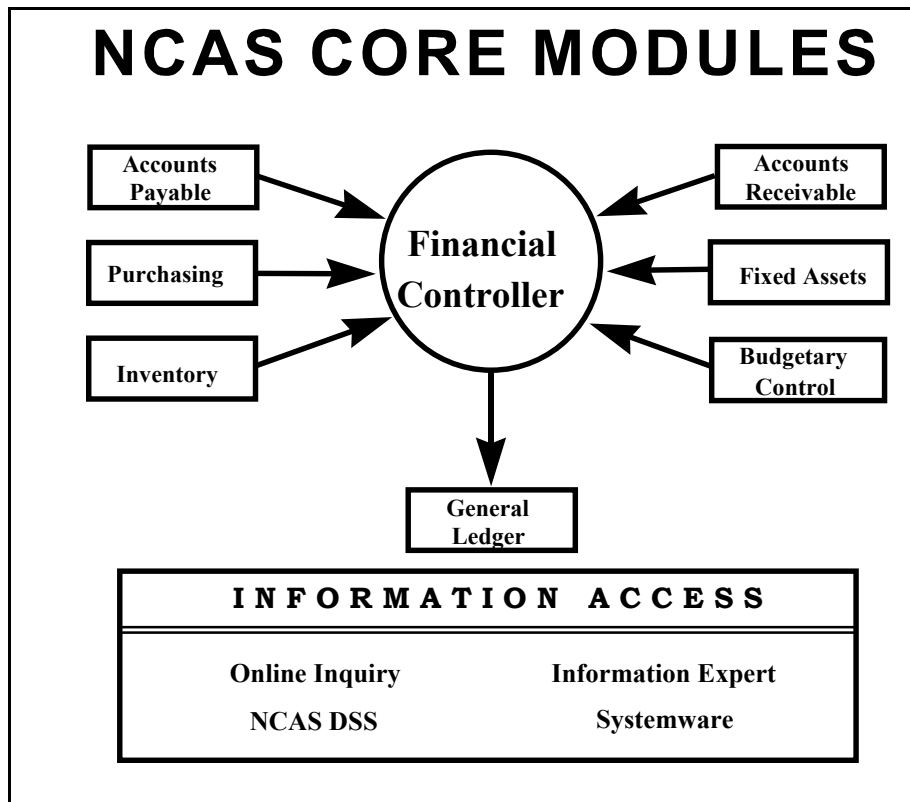 NCAS CORE MODULES
Accounts
Payable
Purchasing
Inventory
Financial
Controller
Accounts
Receivable
Fixed Assets
Budgetary
Control
General
Ledger
INFORMATION ACCESS
Online Inquiry
Information Expert
NCAS DSS
Systemware